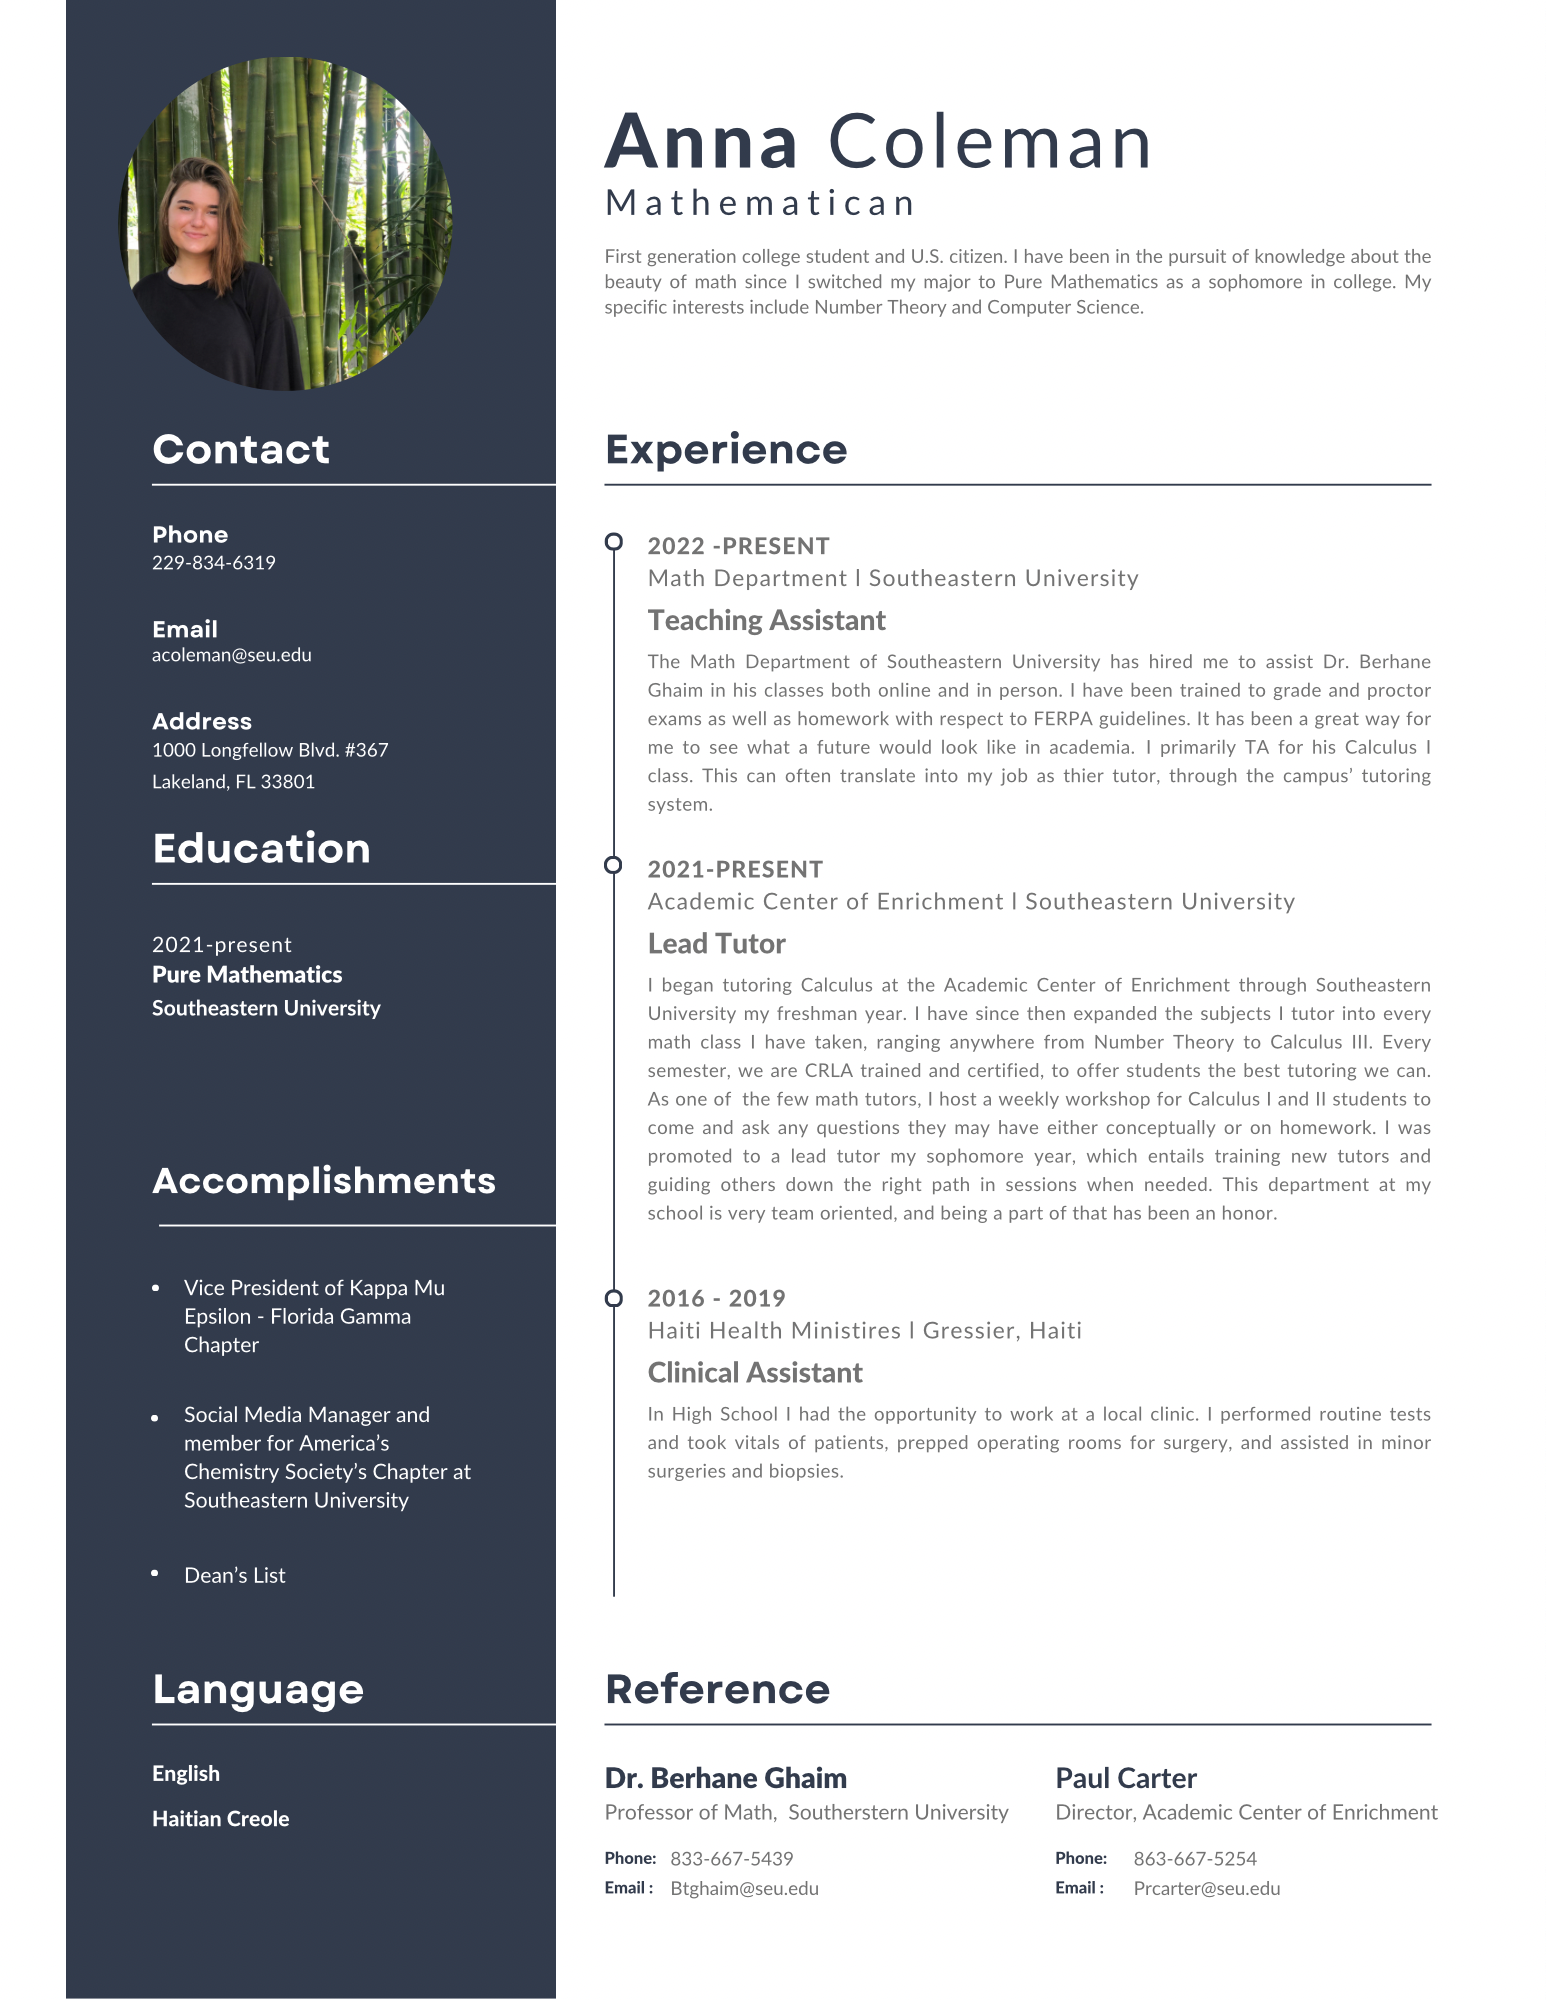 Anna Coleman
Mathematican
First generation college student and U.S. citizen. I have been in the pursuit of knowledge about the
beauty of math since I switched my major to Pure Mathematics as a sophomore in college. My
specific interests include Number Theory and Computer Science.
Contact
Phone
229-834-6319
Email
acoleman@seu.edu
Address
1000 Longfellow Blvd. #367
Lakeland, FL 33801
Education
2021-present
Pure Mathematics
Southeastern University
Accomplishments
• Vice President of Kappa Mu
Epsilon - Florida Gamma
Chapter
• Social Media Manager and
member for America’s
Chemistry Society’s Chapter at
Southeastern University
• Dean’s List
Language
English
Haitian Creole
Experience
2022 -PRESENT
Math Department l Southeastern University
Teaching Assistant
The Math Department of Southeastern University has hired me to assist Dr. Berhane
Ghaim in his classes both online and in person. I have been trained to grade and proctor
exams as well as homework with respect to FERPA guidelines. It has been a great way for
me to see what a future would look like in academia. I primarily TA for his Calculus I
class. This can often translate into my job as thier tutor, through the campus’ tutoring
system.
2021-PRESENT
Academic Center of Enrichment l Southeastern University
Lead Tutor
I began tutoring Calculus at the Academic Center of Enrichment through Southeastern
University my freshman year. I have since then expanded the subjects I tutor into every
math class I have taken, ranging anywhere from Number Theory to Calculus III. Every
semester, we are CRLA trained and certified, to offer students the best tutoring we can.
As one of  the few math tutors, I host a weekly workshop for Calculus I and II students to
come and ask any questions they may have either conceptually or on homework. I was
promoted to a lead tutor my sophomore year, which entails training new tutors and
guiding others down the right path in sessions when needed. This department at my
school is very team oriented, and being a part of that has been an honor.
2016 - 2019
Haiti Health Ministires l Gressier, Haiti
Clinical Assistant
In High School I had the opportunity to work at a local clinic. I performed routine tests
and took vitals of patients, prepped operating rooms for surgery, and assisted in minor
surgeries and biopsies.
Reference
Dr. Berhane Ghaim
Professor of Math,  Southerstern University
Phone: 833-667-5439
Email : Btghaim@seu.edu
Paul Carter
Director, Academic Center of Enrichment
Phone: 863-667-5254
Email : Prcarter@seu.edu